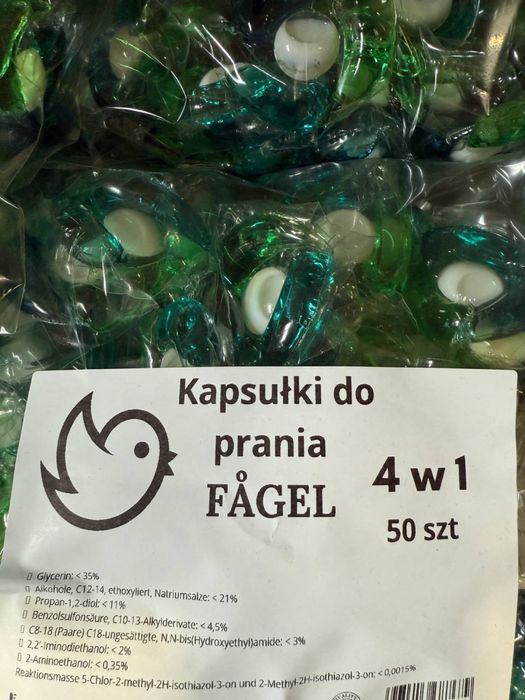 Kapsułki do
prania
FÅGEL
4 w 1
50 szt
▯ Glycerin: < 35%
▯ Alkohole, C12-14, ethoxyliert, Natriumsalze: < 21%
▯ Propan-1,2-diol: < 11%
▯ Benzolsulfonsäure, C10-13-Alkylderivate: < 4,5%
▯ C8-18 (Paare) C18-ungesättigte, N,N-bis(Hydroxyethyl)amide: < 3%
▯ 2,2'-Iminodiethanol: < 2%
▯ 2-Aminoethanol: < 0,35%
Reaktionsmasse 5-Chlor-2-methyl-2H-isothiazol-3-on und 2-Methyl-2H-isothiazol-3-on: < 0,0015%